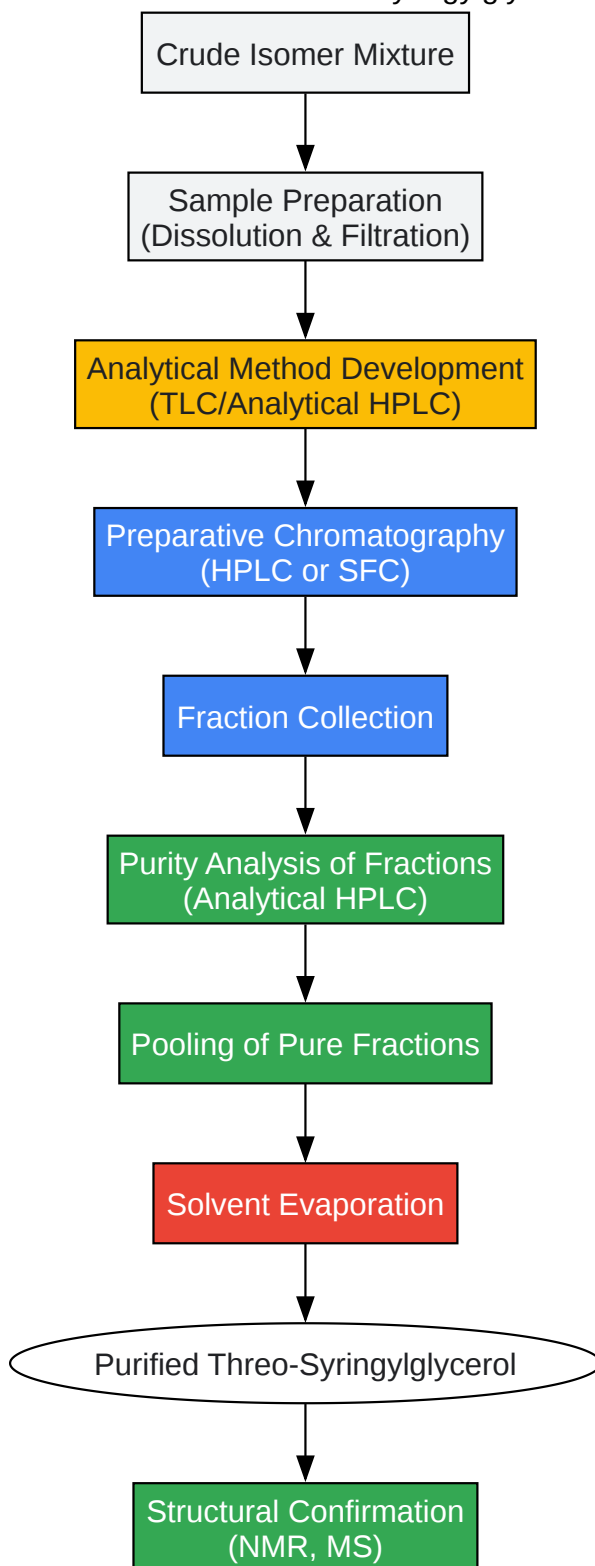 Crude Isomer Mixture
Sample Preparation
(Dissolution & Filtration)
Analytical Method Development
(TLC/Analytical HPLC)
Preparative Chromatography
(HPLC or SFC)
Fraction Collection
Purity Analysis of Fractions
(Analytical HPLC)
Pooling of Pure Fractions
Solvent Evaporation
Purified Threo-Syringylglycerol
Structural Confirmation
(NMR, MS)